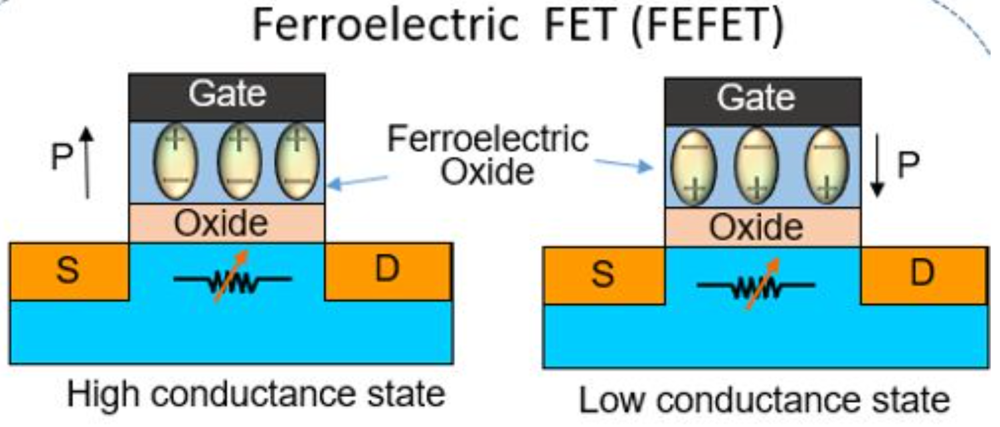 Ferroelectric FET (FEFET)
Gate
P
+ + +
− − −
Oxide
S
D
High conductance state
Ferroelectric
Oxide
Gate
− − −
+ + +
P
Oxide
S
D
Low conductance state